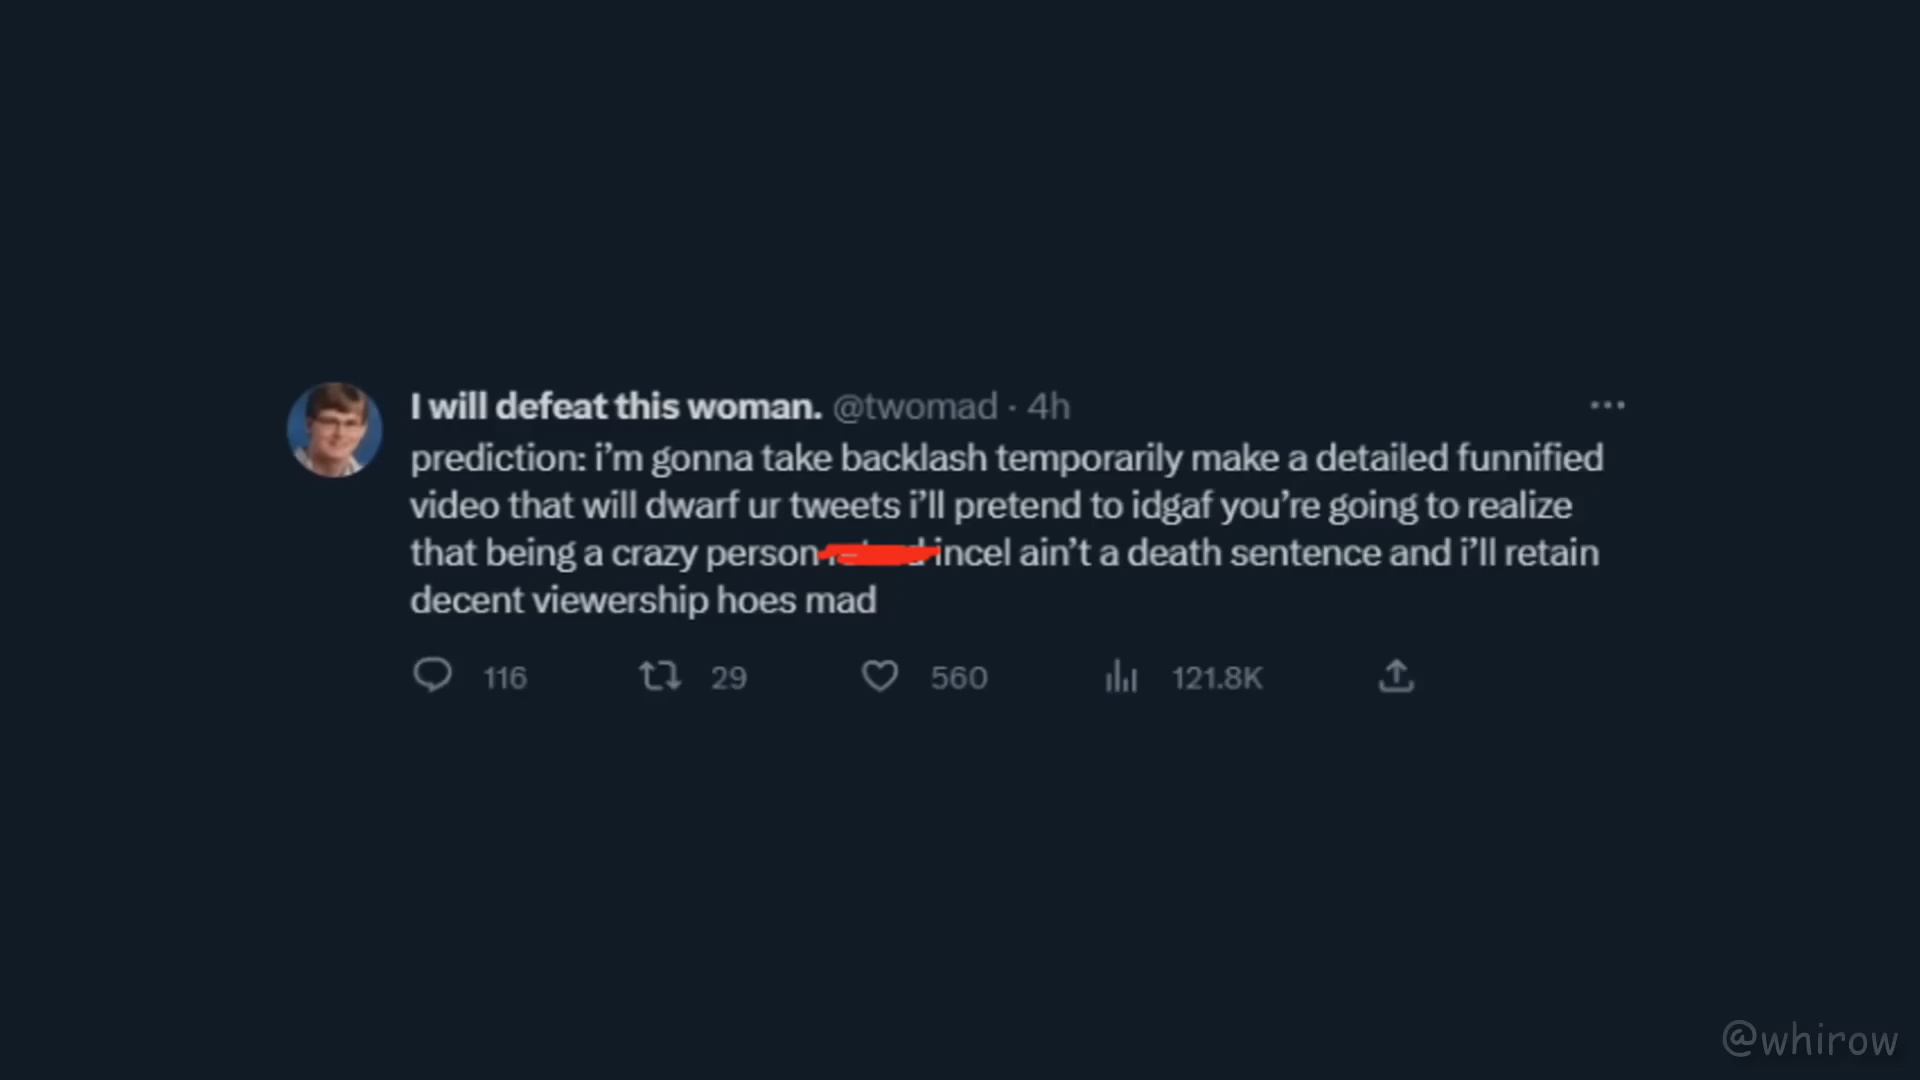 I will defeat this woman. @twomad · 4h
prediction: i’m gonna take backlash temporarily make a detailed funnified
video that will dwarf ur tweets i’ll pretend to idgaf you’re going to realize
that being a crazy person incel ain’t a death sentence and i’ll retain
decent viewership hoes mad
116 29 560 121.8K
@whirow